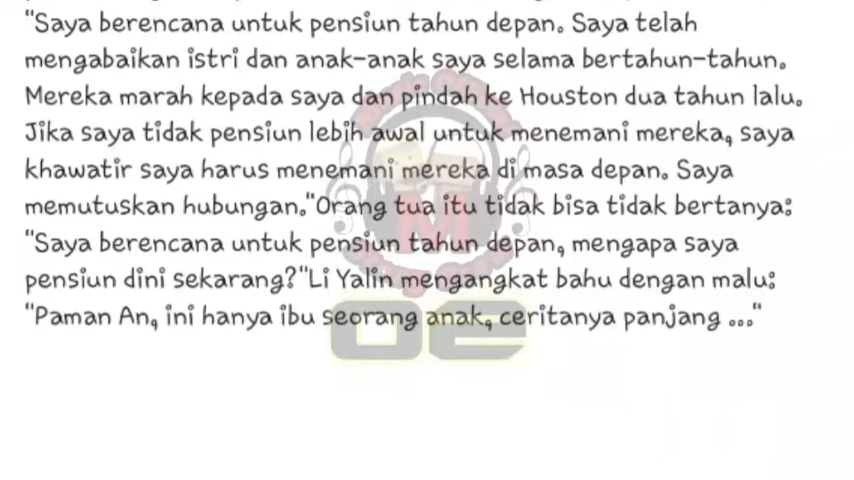 "Saya berencana untuk pensiun tahun depan. Saya telah
mengabaikan istri dan anak-anak saya selama bertahun-tahun.
Mereka marah kepada saya dan pindah ke Houston dua tahun lalu.
Jika saya tidak pensiun lebih awal untuk menemani mereka, saya
khawatir saya harus menemani mereka di masa depan. Saya
memutuskan hubungan."Orang tua itu tidak bisa tidak bertanya:
"Saya berencana untuk pensiun tahun depan, mengapa saya
pensiun dini sekarang?"Li Yalin mengangkat bahu dengan malu:
"Paman An, ini hanya ibu seorang anak, ceritanya panjang ..."
M
02